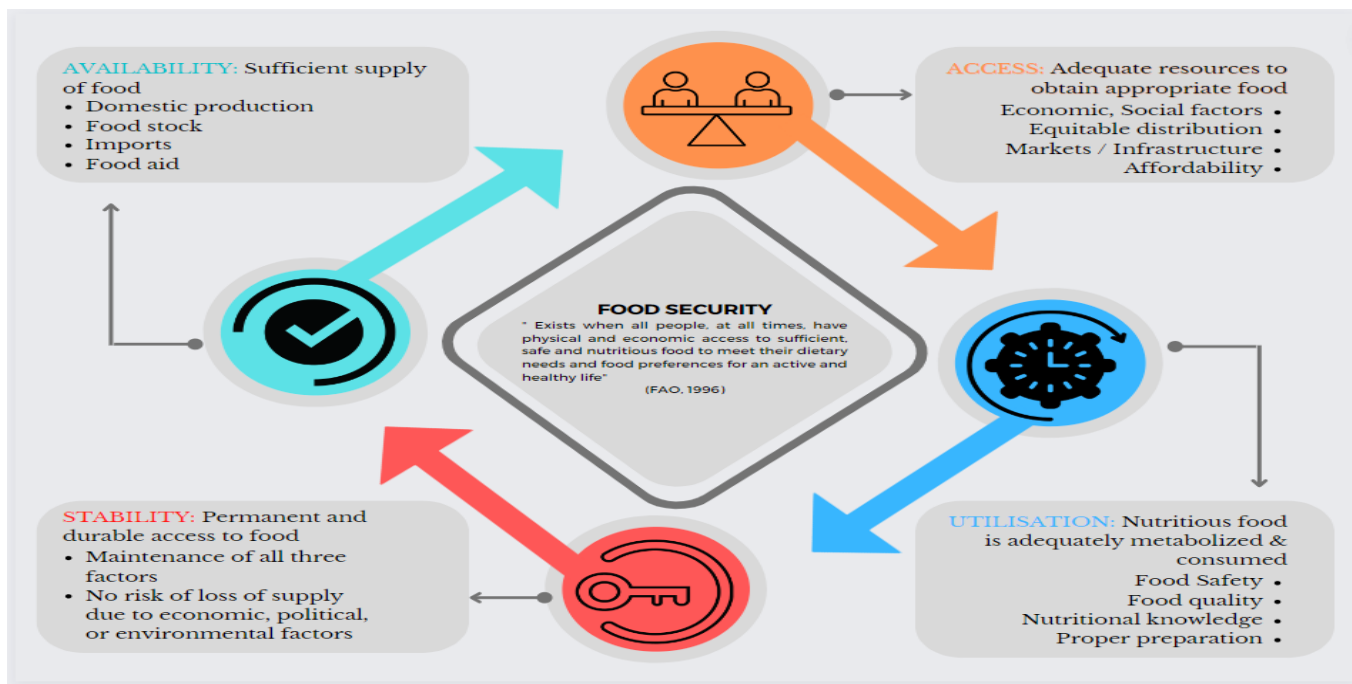 AVAILABILITY: Sufficient supply
of food
• Domestic production
• Food stock
• Imports
• Food aid
ACCESS: Adequate resources to
obtain appropriate food
Economic, Social factors •
Equitable distribution •
Markets / Infrastructure •
Affordability •
FOOD SECURITY
" Exists when all people, at all times, have
physical and economic access to sufficient,
safe and nutritious food to meet their dietary
needs and food preferences for an active and
healthy life"
(FAO, 1996)
STABILITY: Permanent and
durable access to food
• Maintenance of all three
factors
• No risk of loss of supply
due to economic, political,
or environmental factors
UTILISATION: Nutritious food
is adequately metabolized &
consumed
Food Safety •
Food quality •
Nutritional knowledge •
Proper preparation •